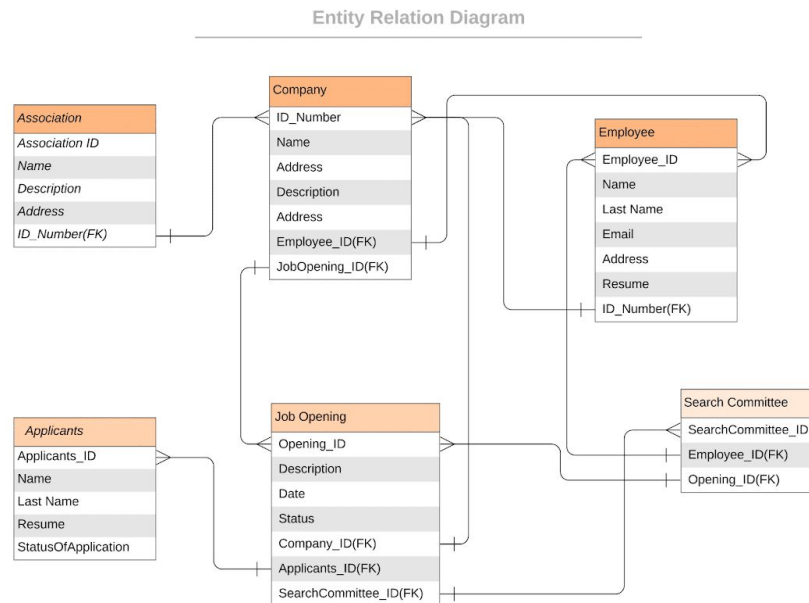 Entity Relation Diagram
Association
Association ID
Name
Description
Address
ID_Number(FK)
Company
ID_Number
Name
Address
Description
Address
Employee_ID(FK)
JobOpening_ID(FK)
Employee
Employee_ID
Name
Last Name
Email
Address
Resume
ID_Number(FK)
Applicants
Applicants_ID
Name
Last Name
Resume
StatusOfApplication
Job Opening
Opening_ID
Description
Date
Status
Company_ID(FK)
Applicants_ID(FK)
SearchCommittee_ID(FK)
Search Committee
SearchCommittee_ID
Employee_ID(FK)
Opening_ID(FK)